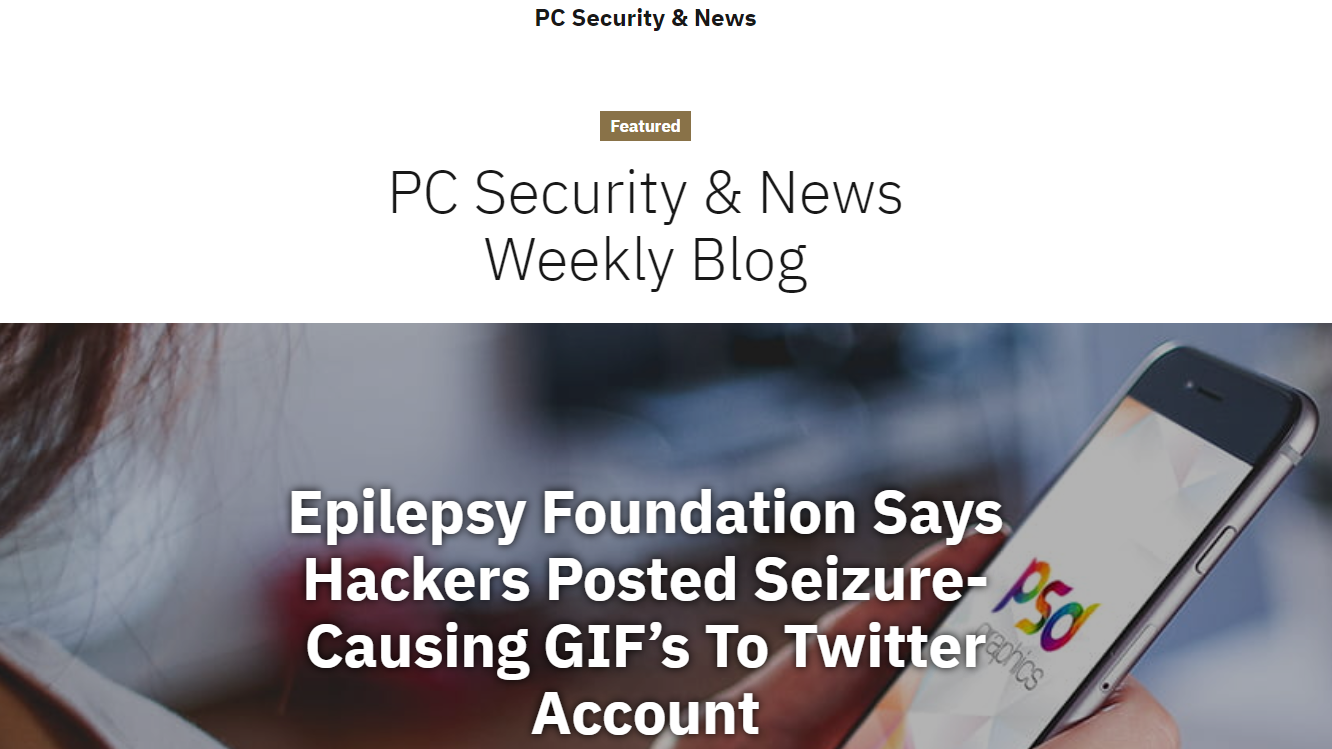 PC Security & News
Featured
PC Security & News
Weekly Blog
Epilepsy Foundation Says
Hackers Posted Seizure-
Causing GIF’s To Twitter
Account
psd
graphics